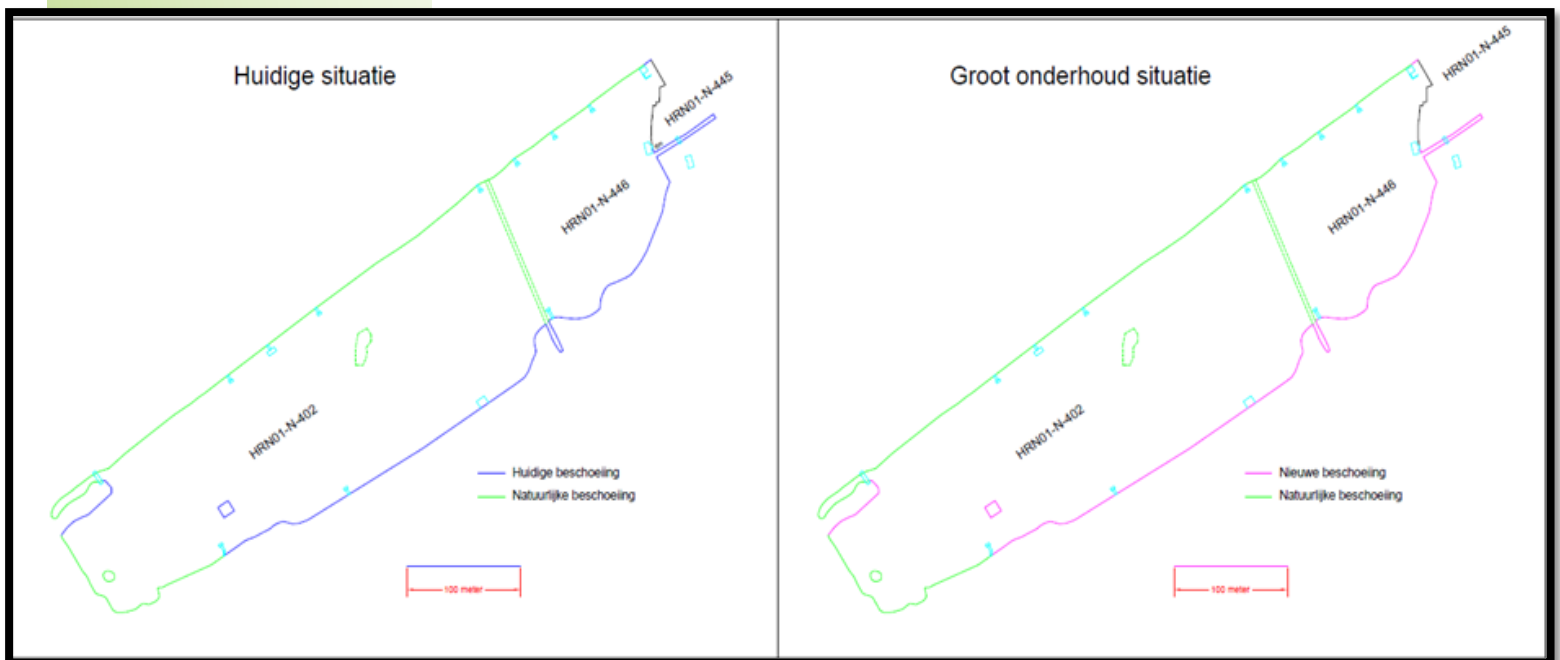 Huidige situatie
HRN01-N-445
HRN01-N-446
HRN01-N-402
Huidige beschoeiing
Natuurlijke beschoeiing
100 meter
Groot onderhoud situatie
HRN01-N-445
HRN01-N-446
HRN01-N-402
Nieuwe beschoeiing
Natuurlijke beschoeiing
100 meter